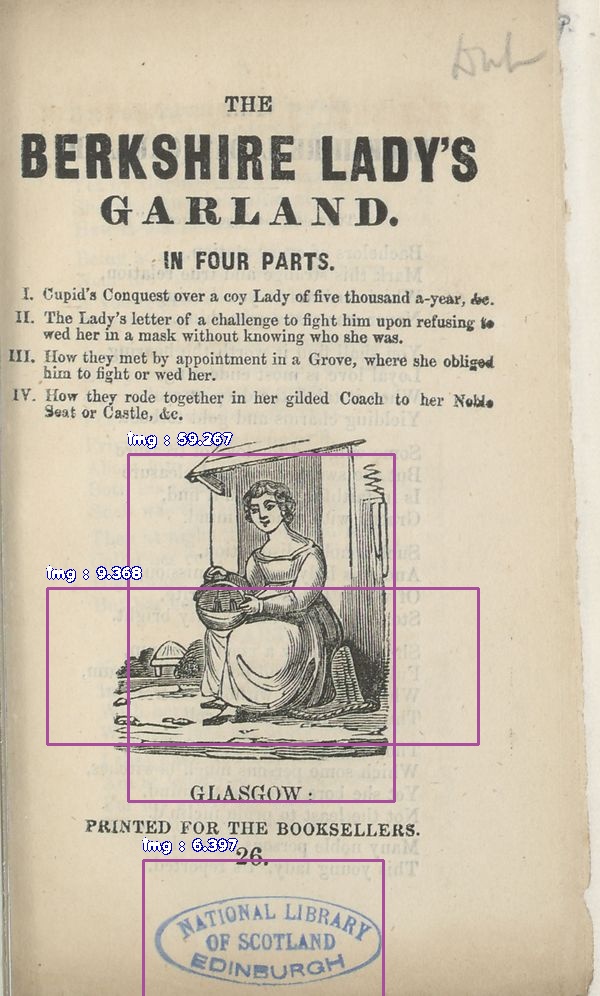 THE
BERKSHIRE LADY'S
GARLAND.
IN FOUR PARTS.
I. Cupid's Conquest over a coy Lady of five thousand a-year, &c.
II. The Lady's letter of a challenge to fight him upon refusing to
wed her in a mask without knowing who she was.
III. How they met by appointment in a Grove, where she obliged
him to fight or wed her.
IV. How they rode together in her gilded Coach to her Noble
Seat or Castle, &c.
img : 59.267
img : 9.368
GLASGOW:
PRINTED FOR THE BOOKSELLERS.
img : 6.397
26.
NATIONAL LIBRARY
OF SCOTLAND
EDINBURGH